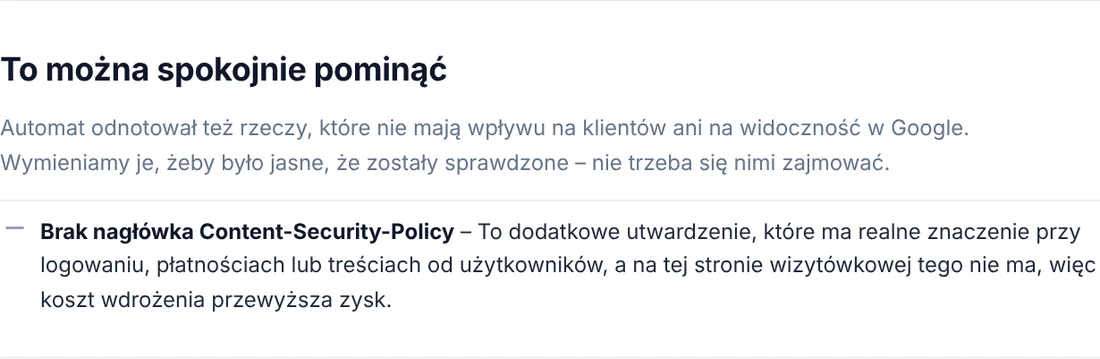 To można spokojnie pominąć
Automat odnotował też rzeczy, które nie mają wpływu na klientów ani na widoczność w Google.
Wymieniamy je, żeby było jasne, że zostały sprawdzone – nie trzeba się nimi zajmować.
— Brak nagłówka Content-Security-Policy – To dodatkowe utwardzenie, które ma realne znaczenie przy
logowaniu, płatnościach lub treściach od użytkowników, a na tej stronie wizytówkowej tego nie ma, więc
koszt wdrożenia przewyższa zysk.